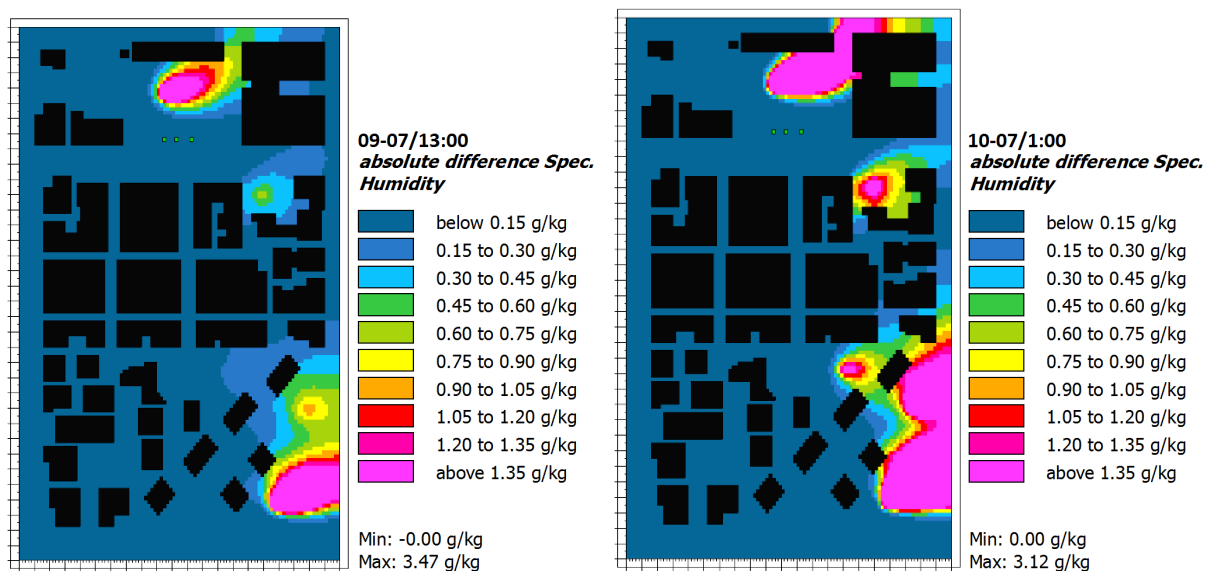 09-07/13:00
absolute difference Spec.
Humidity
below 0.15 g/kg
0.15 to 0.30 g/kg
0.30 to 0.45 g/kg
0.45 to 0.60 g/kg
0.60 to 0.75 g/kg
0.75 to 0.90 g/kg
0.90 to 1.05 g/kg
1.05 to 1.20 g/kg
1.20 to 1.35 g/kg
above 1.35 g/kg
Min: -0.00 g/kg
Max: 3.47 g/kg
10-07/1:00
absolute difference Spec.
Humidity
below 0.15 g/kg
0.15 to 0.30 g/kg
0.30 to 0.45 g/kg
0.45 to 0.60 g/kg
0.60 to 0.75 g/kg
0.75 to 0.90 g/kg
0.90 to 1.05 g/kg
1.05 to 1.20 g/kg
1.20 to 1.35 g/kg
above 1.35 g/kg
Min: 0.00 g/kg
Max: 3.12 g/kg